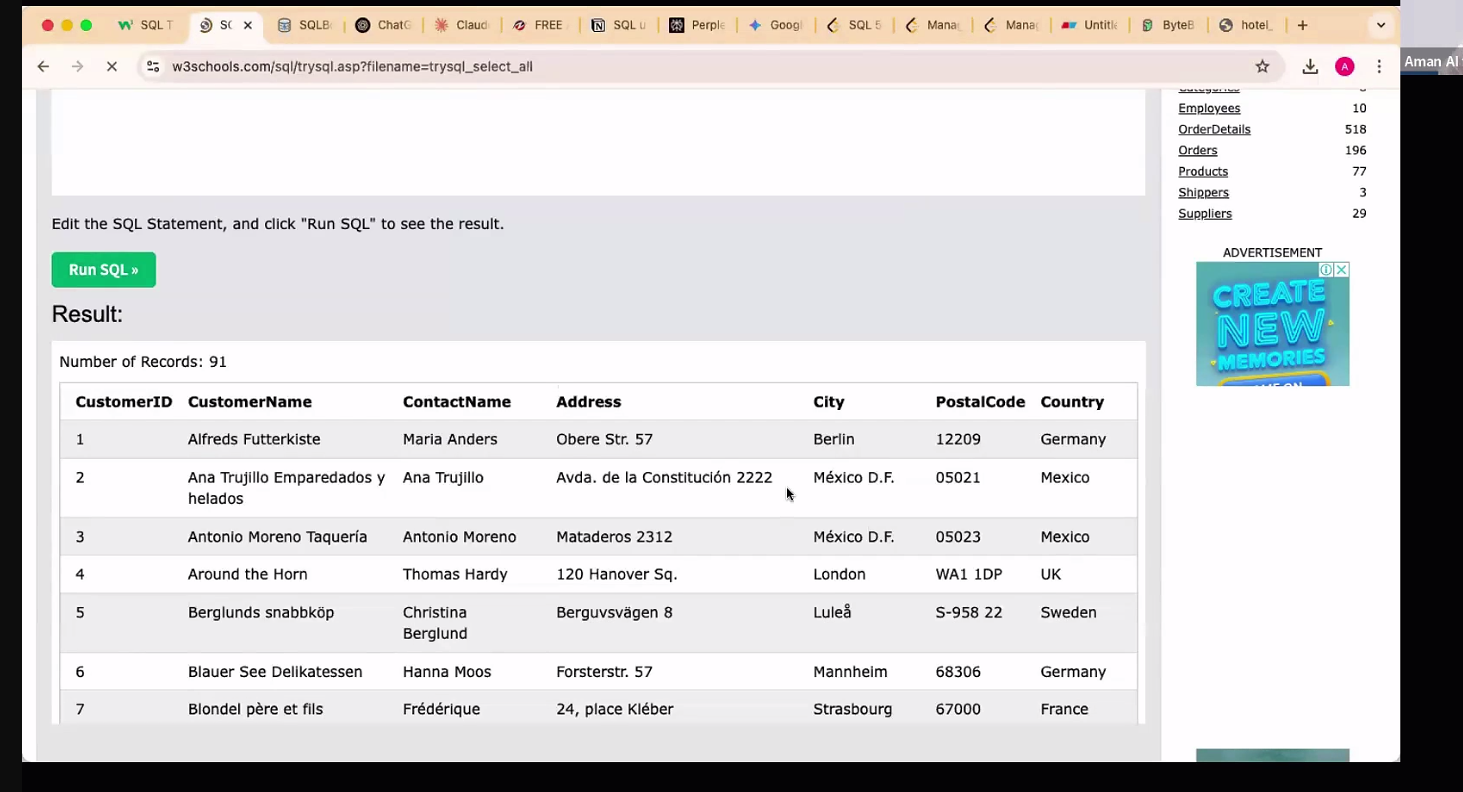 SQL T
SC
SQLB
ChatG
Claud
FREE
SQL u
Perple
Googl
SQL 5
Mana
Mana
Untitl
ByteB
hotel_
w3schools.com/sql/trysql.asp?filename=trysql_select_all
A
Aman Al
Categories
Employees 10
OrderDetails 518
Orders 196
Products 77
Shippers 3
Suppliers 29
Edit the SQL Statement, and click "Run SQL" to see the result.
Run SQL »
Result:
ADVERTISEMENT
CREATE
NEW
MEMORIES
Number of Records: 91
CustomerID CustomerName ContactName Address City PostalCode Country
1 Alfreds Futterkiste Maria Anders Obere Str. 57 Berlin 12209 Germany
2 Ana Trujillo Emparedados y helados Ana Trujillo Avda. de la Constitución 2222 México D.F. 05021 Mexico
3 Antonio Moreno Taquería Antonio Moreno Mataderos 2312 México D.F. 05023 Mexico
4 Around the Horn Thomas Hardy 120 Hanover Sq. London WA1 1DP UK
5 Berglunds snabbköp Christina Berglund Berguvsvägen 8 Luleå S-958 22 Sweden
6 Blauer See Delikatessen Hanna Moos Forsterstr. 57 Mannheim 68306 Germany
7 Blondel père et fils Frédérique 24, place Kléber Strasbourg 67000 France